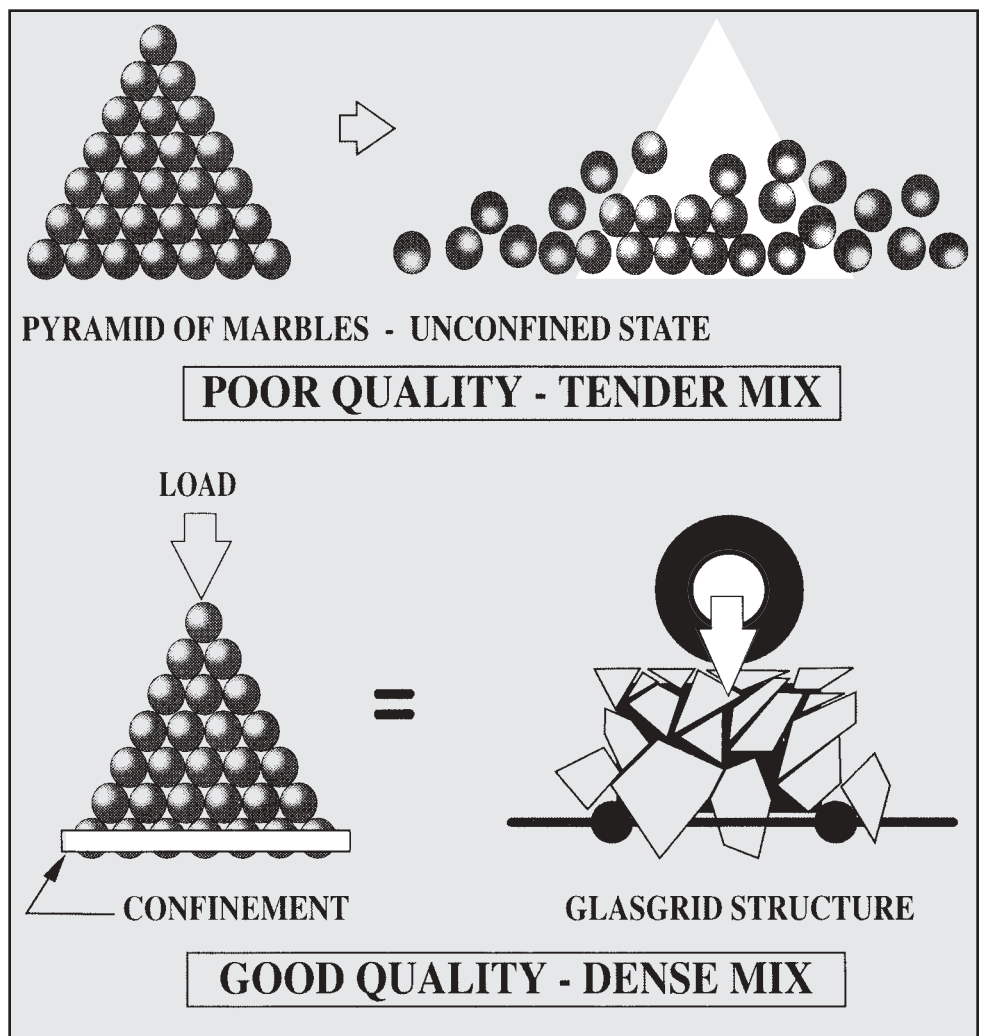 PYRAMID OF MARBLES - UNCONFINED STATE
POOR QUALITY - TENDER MIX
LOAD
CONFINEMENT
GLASGRID STRUCTURE
GOOD QUALITY - DENSE MIX